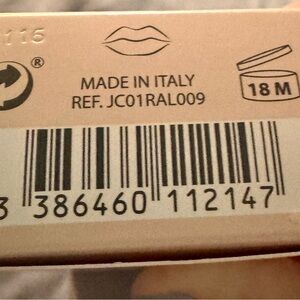 115
®
MADE IN ITALY
REF. JC01RAL009
18 M
3 386460 112147